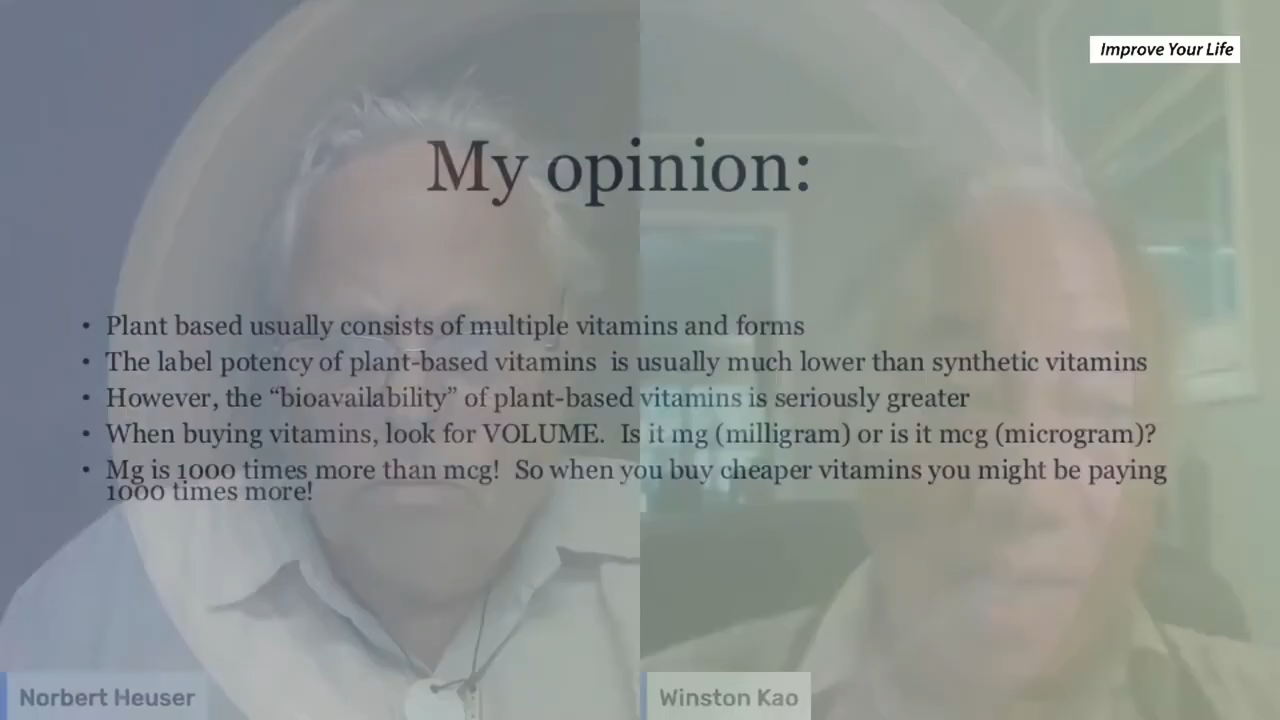 Improve Your Life
My opinion:
• Plant based usually consists of multiple vitamins and forms
• The label potency of plant-based vitamins is usually much lower than synthetic vitamins
• However, the “bioavailability” of plant-based vitamins is seriously greater
• When buying vitamins, look for VOLUME. Is it mg (milligram) or is it mcg (microgram)?
• Mg is 1000 times more than mcg! So when you buy cheaper vitamins you might be paying
1000 times more!
Norbert Heuser
Winston Kao